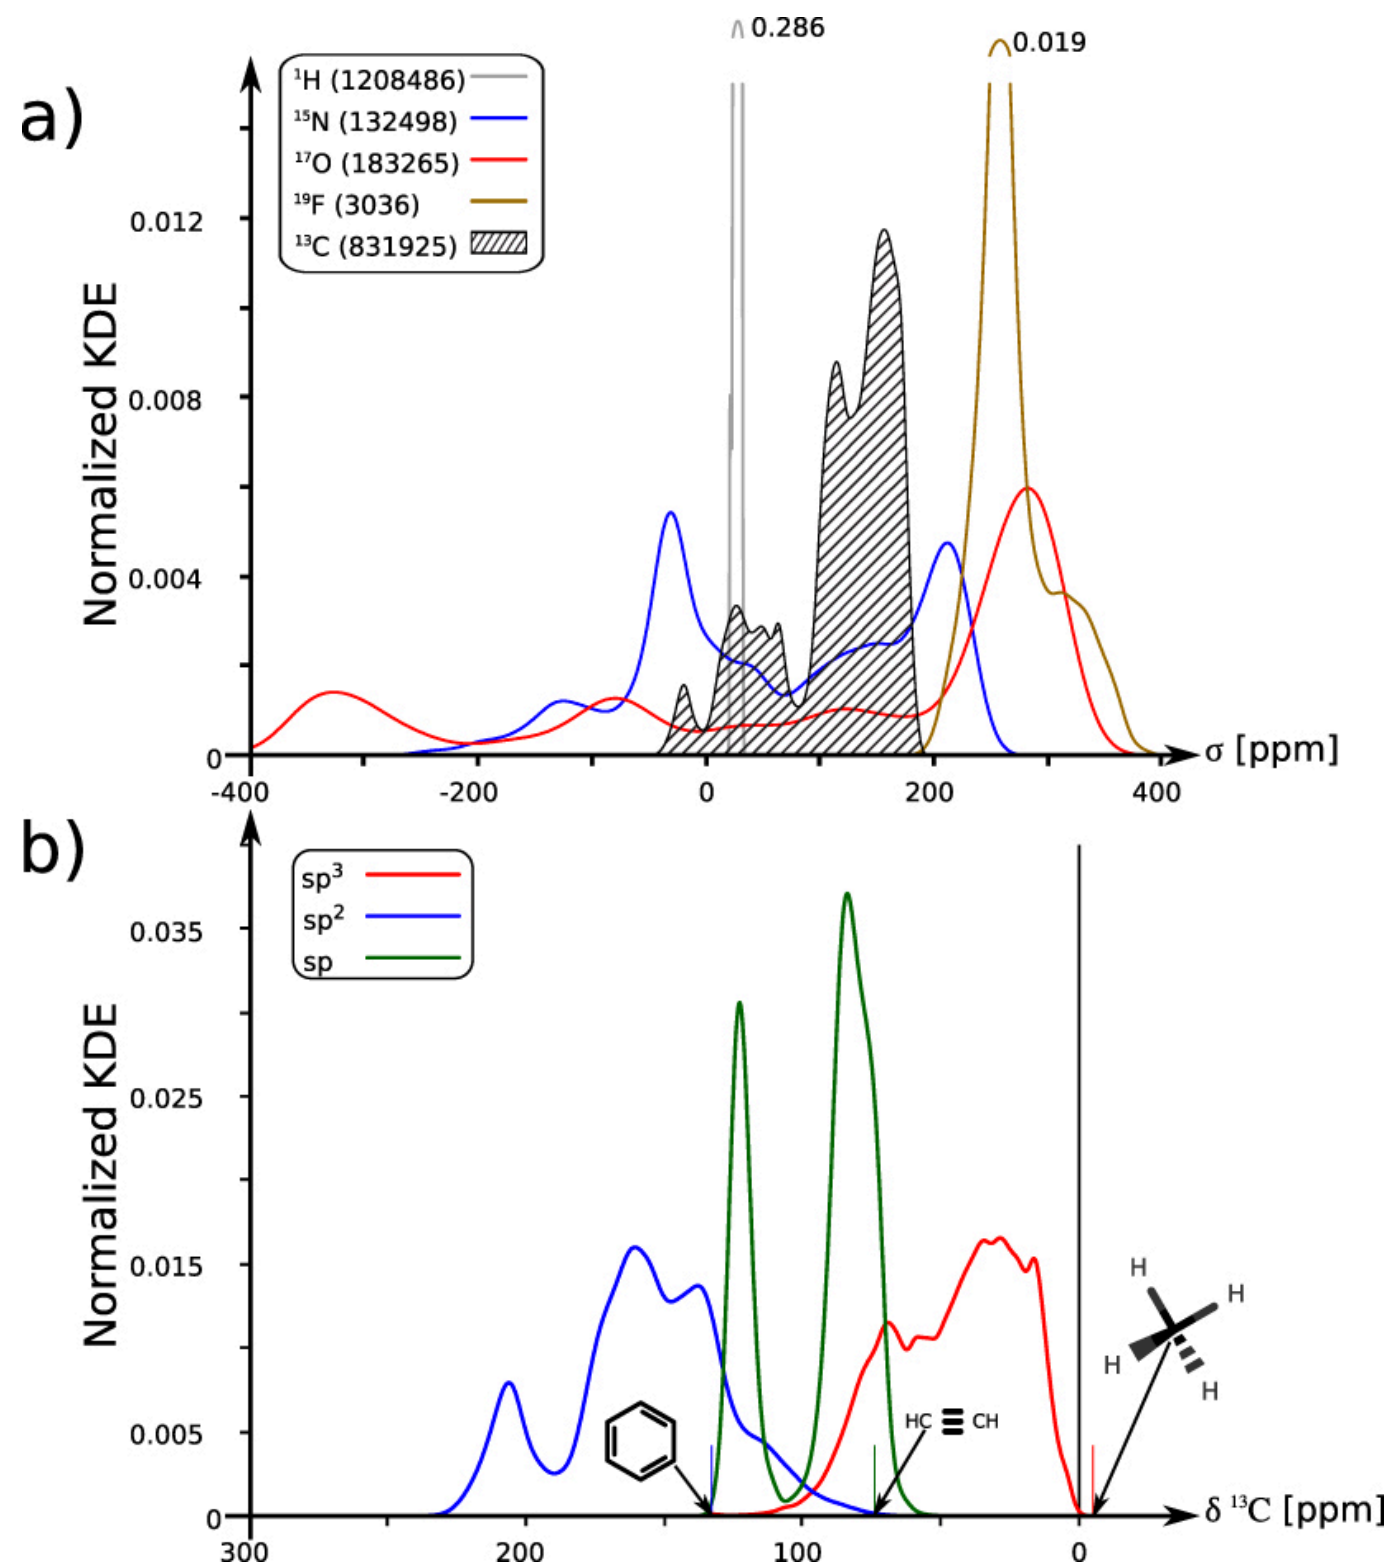 0.286
0.019
a)
¹H (1208486)
¹⁵N (132498)
¹⁷O (183265)
¹⁹F (3036)
¹³C (831925)
Normalized KDE
0.012
0.008
0.004
0
-400 -200 0 200 400
σ [ppm]
b)
sp³
sp²
sp
Normalized KDE
0.035
0.025
0.015
0.005
0
H
H
H
H
HC CH
300 200 100 0
δ ¹³C [ppm]